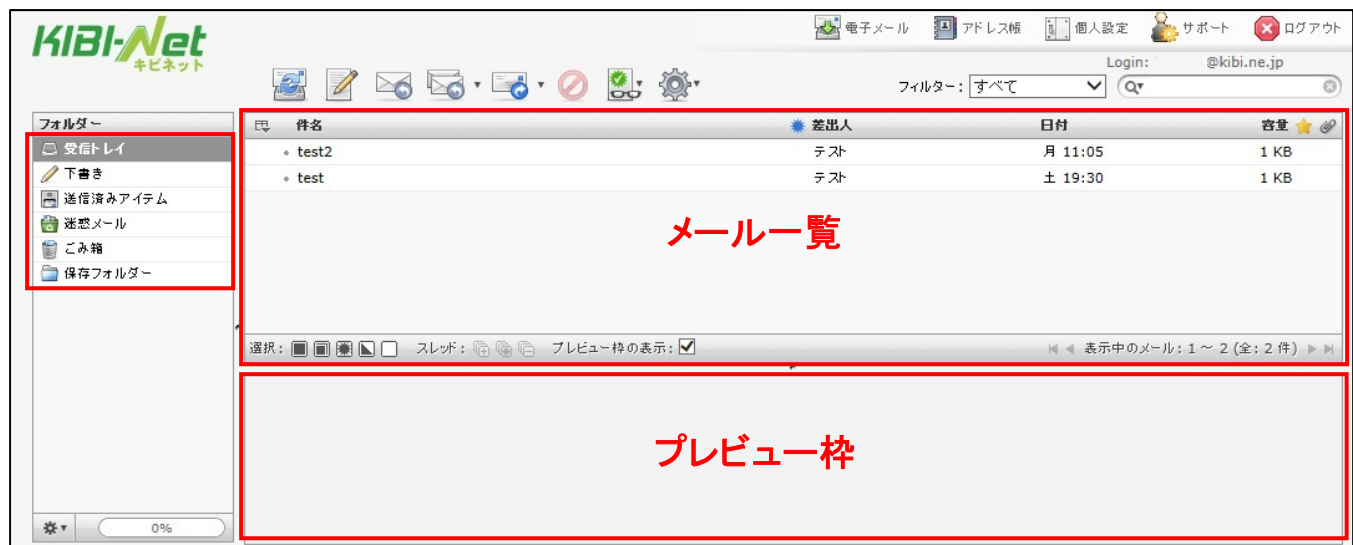 KIBI-Net
キビネット
電子メール アドレス帳 個人設定 サポート ログアウト
Login: @kibi.ne.jp
フィルター: すべて
フォルダー
受信トレイ
下書き
送信済みアイテム
迷惑メール
ごみ箱
保存フォルダー
0%
件名 差出人 日付 容量
test2 テスト 月 11:05 1 KB
test テスト 土 19:30 1 KB
メール一覧
選択: スレッド: プレビュー枠の表示: 表示中のメール: 1 ~ 2 (全: 2 件)
プレビュー枠